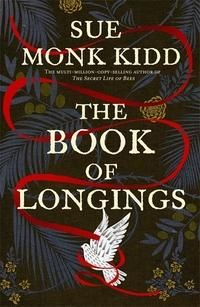 SUE
MONK KIDD
THE MULTI-MILLION-COPY-SELLING AUTHOR OF
THE SECRET LIFE OF BEES
THE
BOOK
OF
LONGINGS